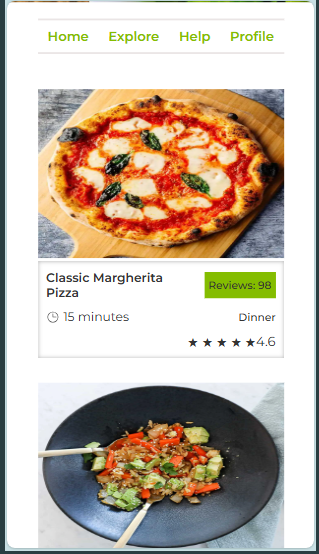 Home Explore Help Profile
Classic Margherita
Pizza
Reviews: 98
15 minutes
Dinner
★ ★ ★ ★ ★4.6